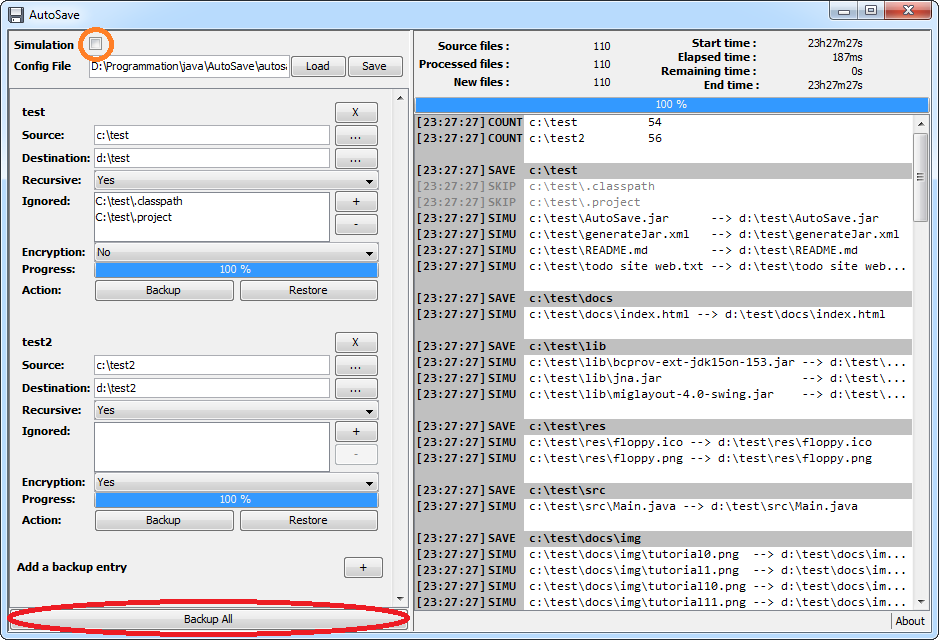 AutoSave
Simulation
Config File D:\Programmation\java\AutoSave\autosa Load Save
test X
Source: c:\test ...
Destination: d:\test ...
Recursive: Yes
Ignored: C:\test\.classpath +
C:\test\.project -
Encryption: No
Progress: 100 %
Action: Backup Restore
test2 X
Source: c:\test2 ...
Destination: d:\test2 ...
Recursive: Yes
Ignored: +
-
Encryption: Yes
Progress: 100 %
Action: Backup Restore
Add a backup entry +
Backup All
Source files : 110 Start time : 23h27m27s
Elapsed time : 187ms
Processed files : 110 Remaining time : 0s
New files : 110 End time : 23h27m27s
100 %
[23:27:27] COUNT c:\test 54
[23:27:27] COUNT c:\test2 56
[23:27:27] SAVE c:\test
[23:27:27] SKIP c:\test\.classpath
[23:27:27] SKIP c:\test\.project
[23:27:27] SIMU c:\test\AutoSave.jar --> d:\test\AutoSave.jar
[23:27:27] SIMU c:\test\generateJar.xml --> d:\test\generateJar.xml
[23:27:27] SIMU c:\test\README.md --> d:\test\README.md
[23:27:27] SIMU c:\test\todo site web.txt --> d:\test\todo site web...
[23:27:27] SAVE c:\test\docs
[23:27:27] SIMU c:\test\docs\index.html --> d:\test\docs\index.html
[23:27:27] SAVE c:\test\lib
[23:27:27] SIMU c:\test\lib\bcprov-ext-jdk15on-153.jar --> d:\test\...
[23:27:27] SIMU c:\test\lib\jna.jar --> d:\test\...
[23:27:27] SIMU c:\test\lib\miglayout-4.0-swing.jar --> d:\test\...
[23:27:27] SAVE c:\test\res
[23:27:27] SIMU c:\test\res\floppy.ico --> d:\test\res\floppy.ico
[23:27:27] SIMU c:\test\res\floppy.png --> d:\test\res\floppy.png
[23:27:27] SAVE c:\test\src
[23:27:27] SIMU c:\test\src\Main.java --> d:\test\src\Main.java
[23:27:27] SAVE c:\test\docs\img
[23:27:27] SIMU c:\test\docs\img\tutorial0.png --> d:\test\docs\im...
[23:27:27] SIMU c:\test\docs\img\tutorial1.png --> d:\test\docs\im...
[23:27:27] SIMU c:\test\docs\img\tutorial10.png --> d:\test\docs\im...
[23:27:27] SIMU c:\test\docs\img\tutorial11.png --> d:\test\docs\im...
About